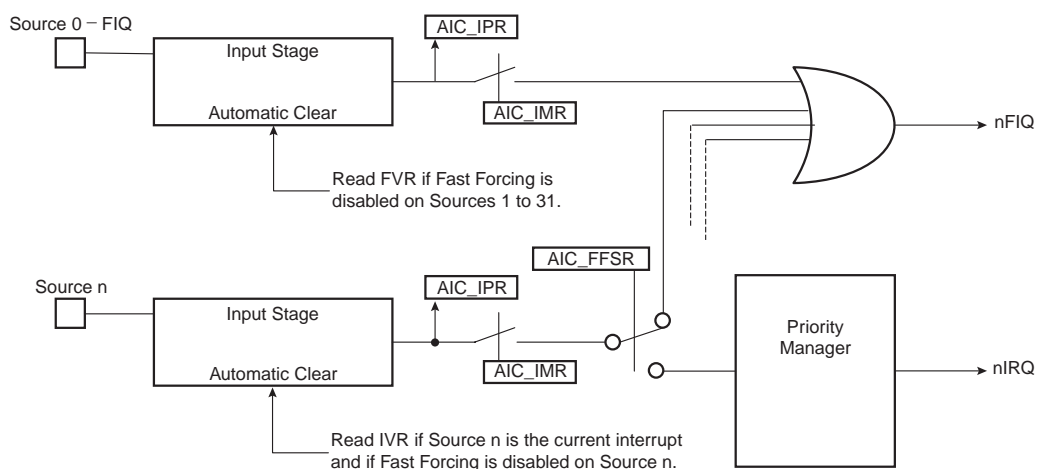 Source 0 – FIQ
AIC_IPR
Input Stage
Automatic Clear
AIC_IMR
nFIQ
Read FVR if Fast Forcing is
disabled on Sources 1 to 31.
AIC_FFSR
Source n
AIC_IPR
Input Stage
Priority
Manager
Automatic Clear
AIC_IMR
nIRQ
Read IVR if Source n is the current interrupt
and if Fast Forcing is disabled on Source n.